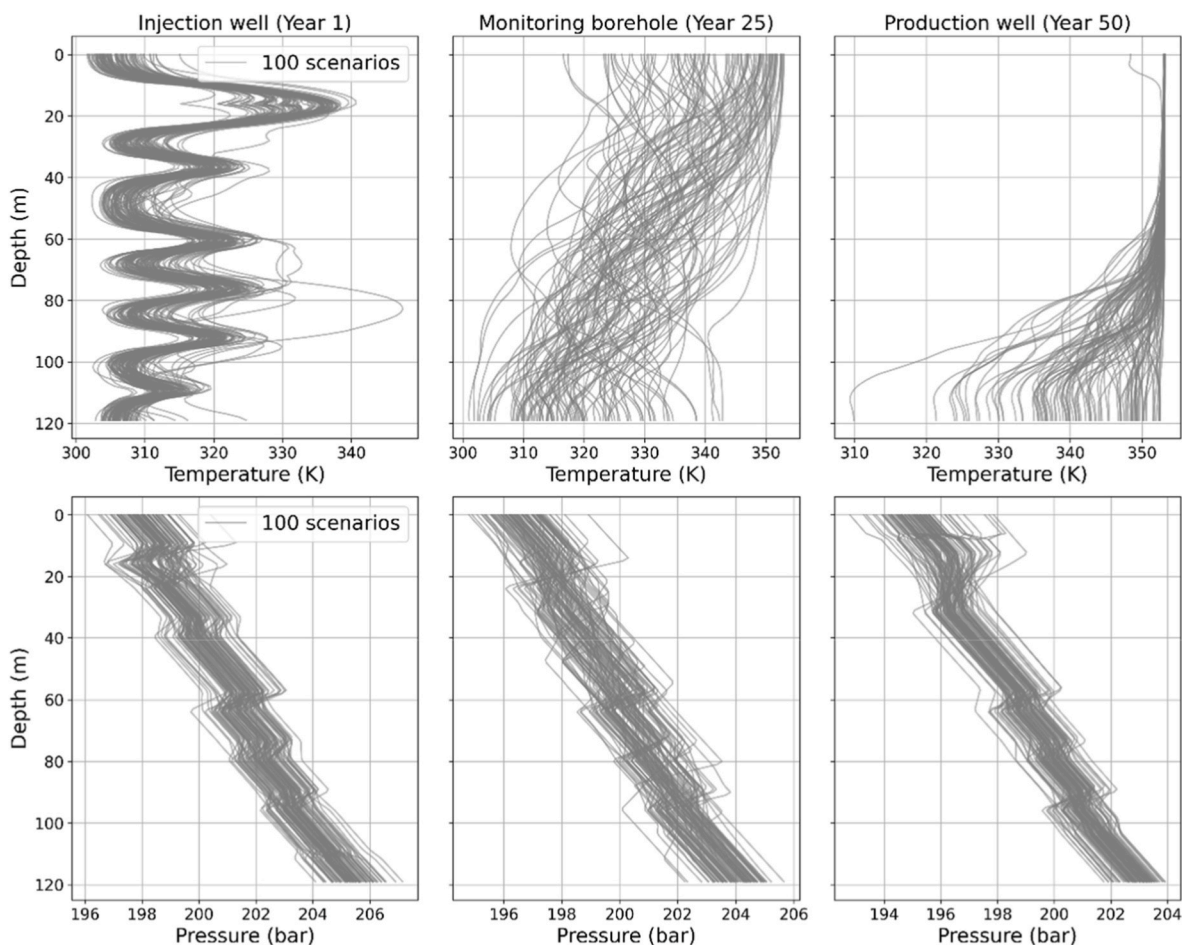 Injection well (Year 1)
Monitoring borehole (Year 25)
Production well (Year 50)
100 scenarios
Depth (m)
0
20
40
60
80
100
120
300 310 320 330 340
Temperature (K)
300 310 320 330 340 350
Temperature (K)
310 320 330 340 350
Temperature (K)
100 scenarios
Depth (m)
0
20
40
60
80
100
120
196 198 200 202 204 206
Pressure (bar)
196 198 200 202 204 206
Pressure (bar)
194 196 198 200 202 204
Pressure (bar)